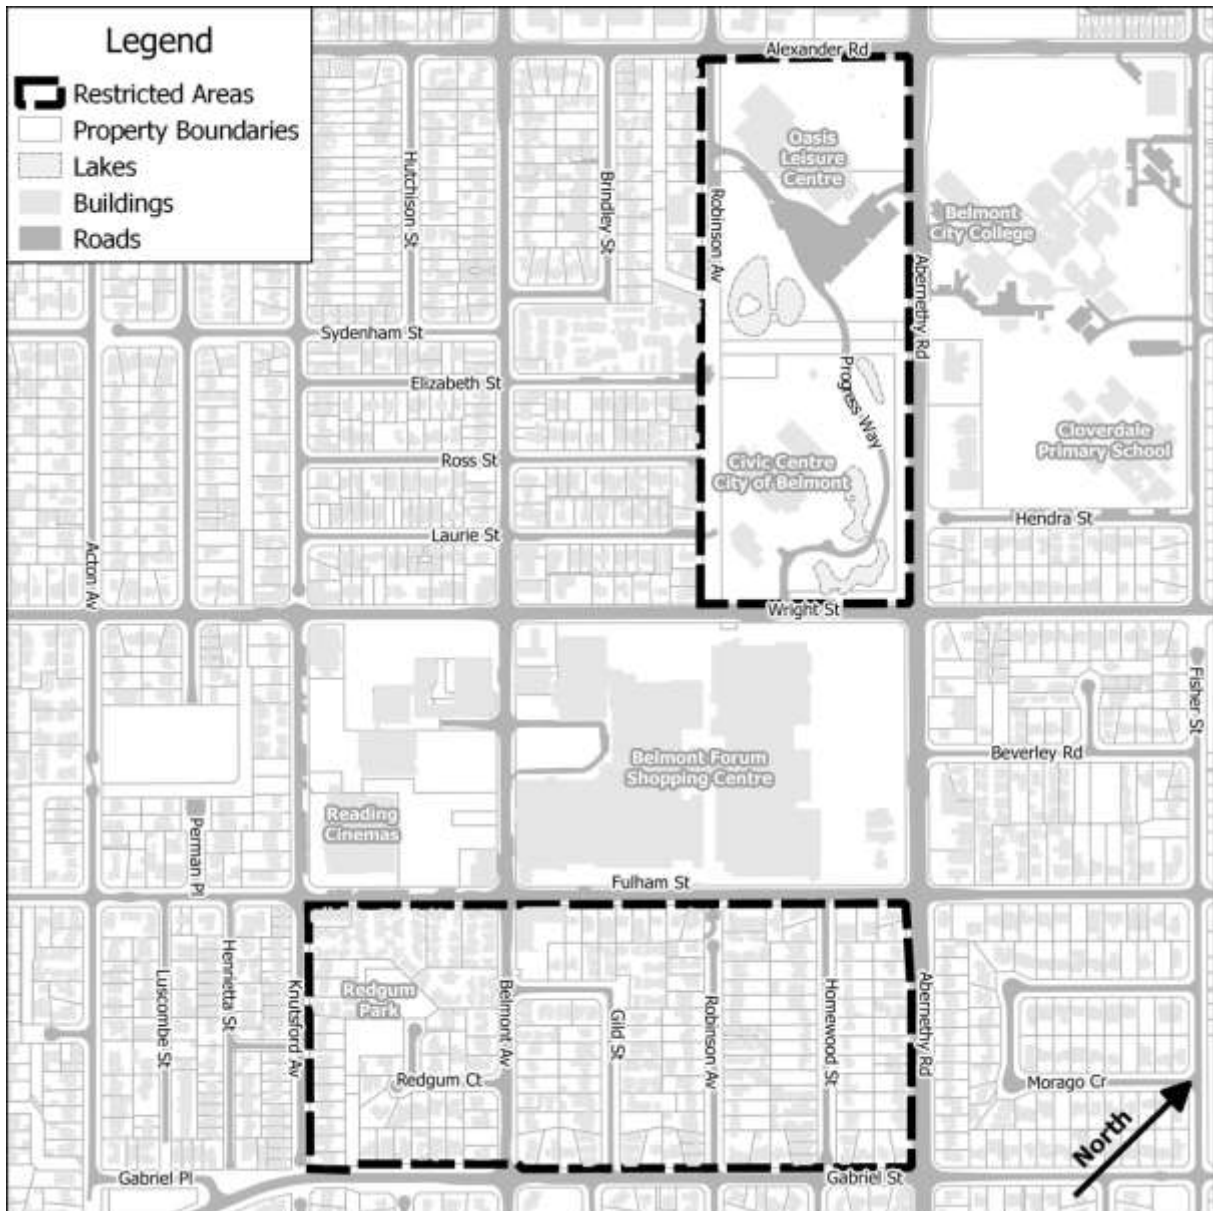 Legend
Restricted Areas
Property Boundaries
Lakes
Buildings
Roads
Alexander Rd
Oasis
Leisure
Centre
Hutchison St
Brindley St
Robinson Av
Belmont
City College
Abernethy Rd
Sydenham St
Elizabeth St
Progress Way
Ross St
Civic Centre
City of Belmont
Cloverdale
Primary School
Laurie St
Hendra St
Acton Av
Wright St
Fisher St
Belmont Forum
Shopping Centre
Beverley Rd
Reading
Cinemas
Perman Pl
Fulham St
Luscombe St
Henrietta St
Knutsford Av
Redgum
Park
Belmont Av
Gild St
Robinson Av
Homewood St
Abernethy Rd
Redgum Ct
Morago Cr
North
Gabriel Pl
Gabriel St